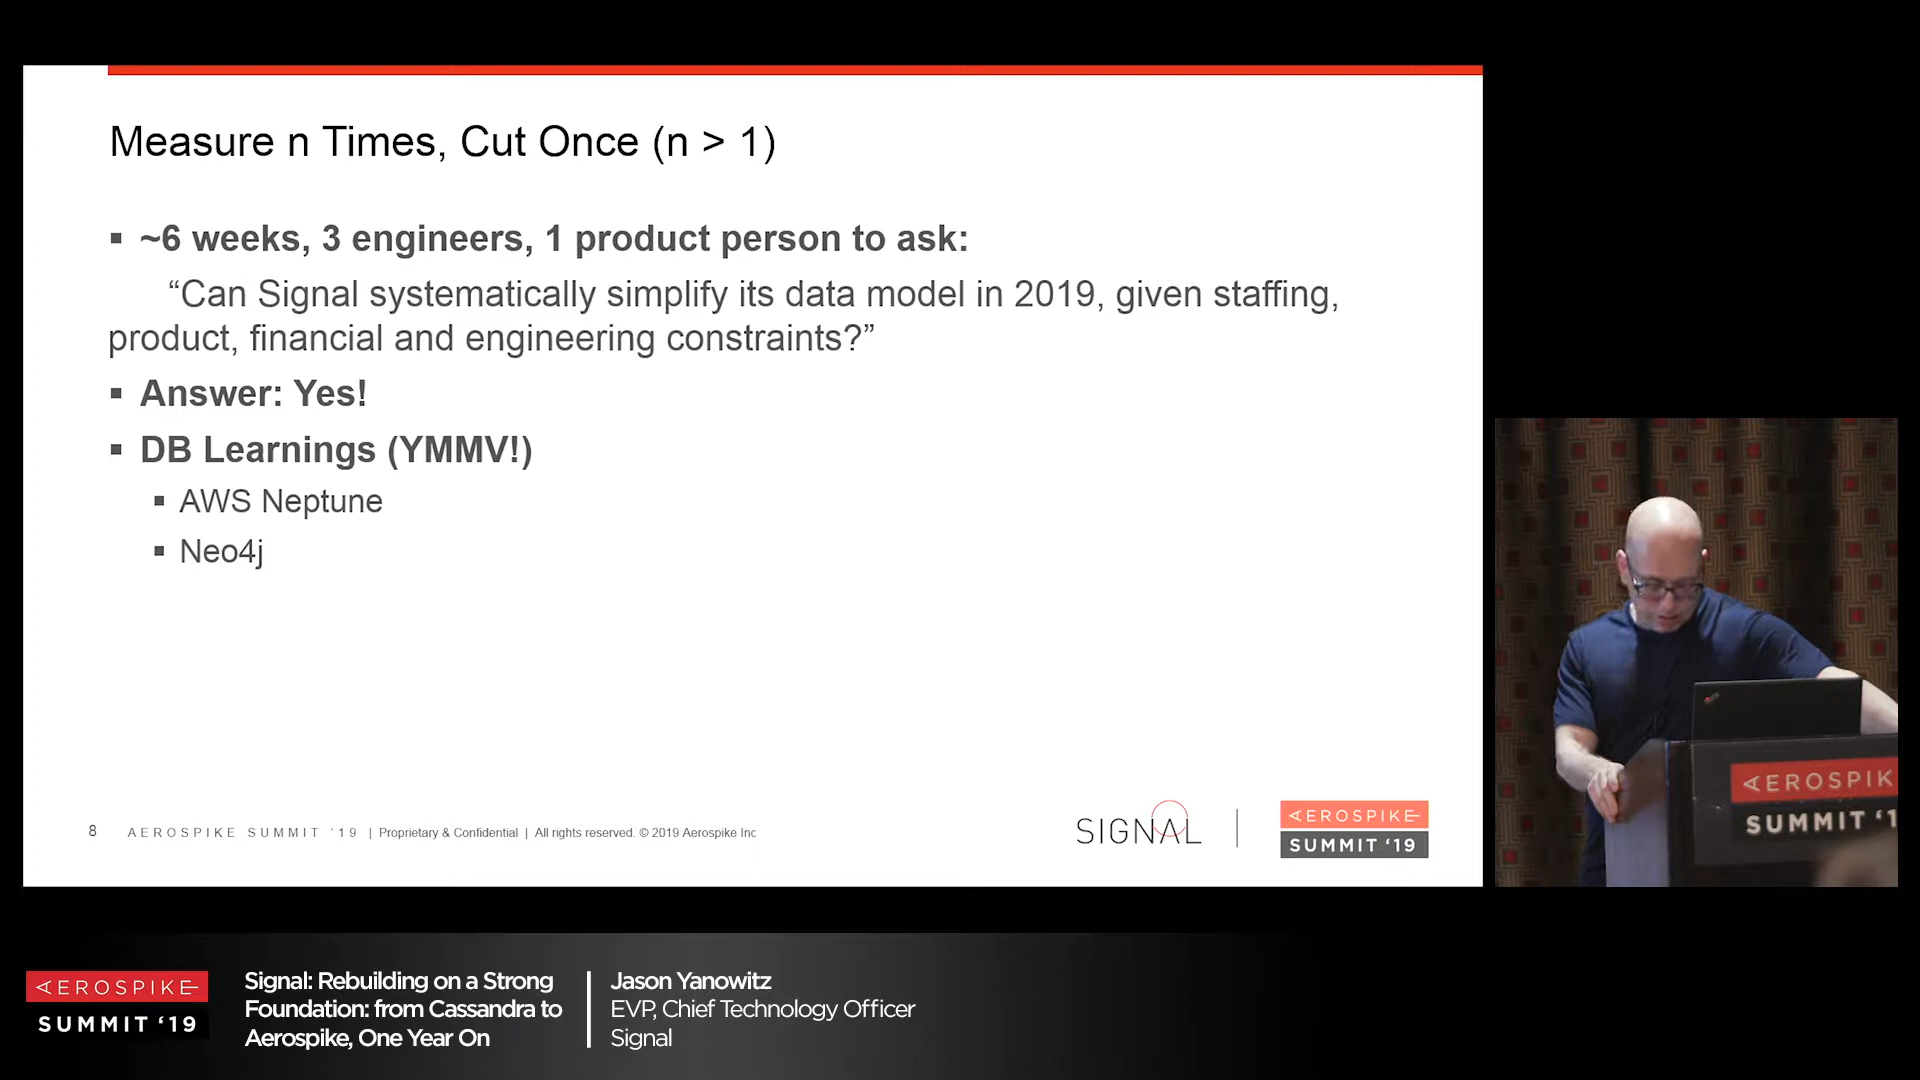 Measure n Times, Cut Once (n > 1)
▪ ~6 weeks, 3 engineers, 1 product person to ask:
“Can Signal systematically simplify its data model in 2019, given staffing,
product, financial and engineering constraints?”
▪ Answer: Yes!
▪ DB Learnings (YMMV!)
▪ AWS Neptune
▪ Neo4j
8 AEROSPIKE SUMMIT ‘19 | Proprietary & Confidential | All rights reserved. © 2019 Aerospike Inc
SIGNAL
AEROSPIKE
SUMMIT ‘19
AEROSPIK
SUMMIT ‘1
AEROSPIKE
SUMMIT ‘19
Signal: Rebuilding on a Strong
Foundation: from Cassandra to
Aerospike, One Year On
Jason Yanowitz
EVP, Chief Technology Officer
Signal